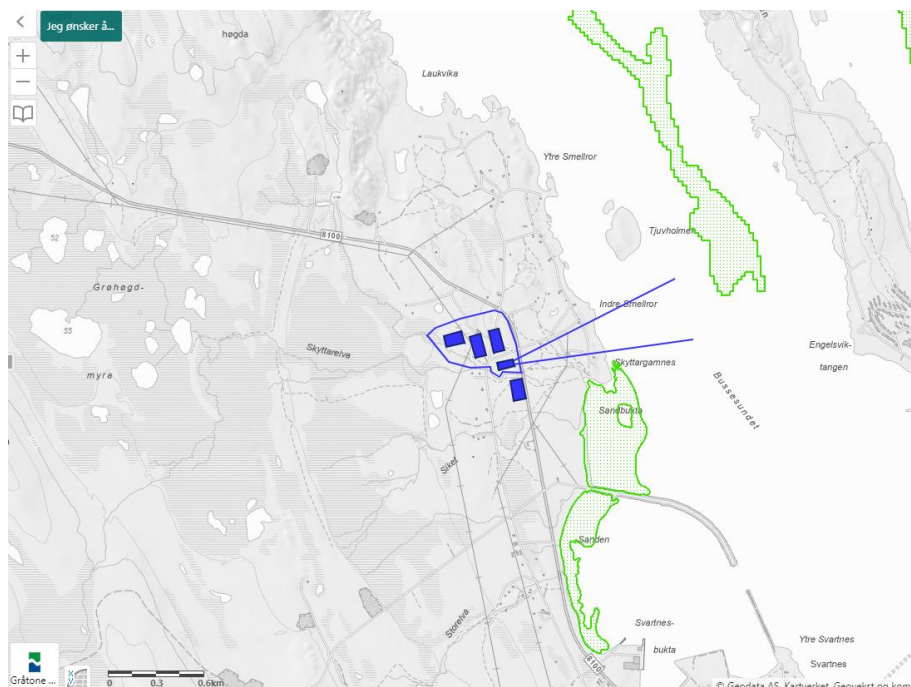 Jeg ønsker å...
høgda
Laukvika
Ytre Smellror
Tjuvholmen
52
8100
Grøhøgd-
Indre Smellror
55
myra
Skyttarelva
Skyttargamnes
Engelsvik-
tangen
Bussesundet
Sandbukta
Siket
Sanden
Storelva
Svartnes-
bukta
8100
Ytre Svartnes
Svartnes
Gråtone ...
0 0.3 0.6km
© Geodata AS, Kartverket, Geovekst og kom